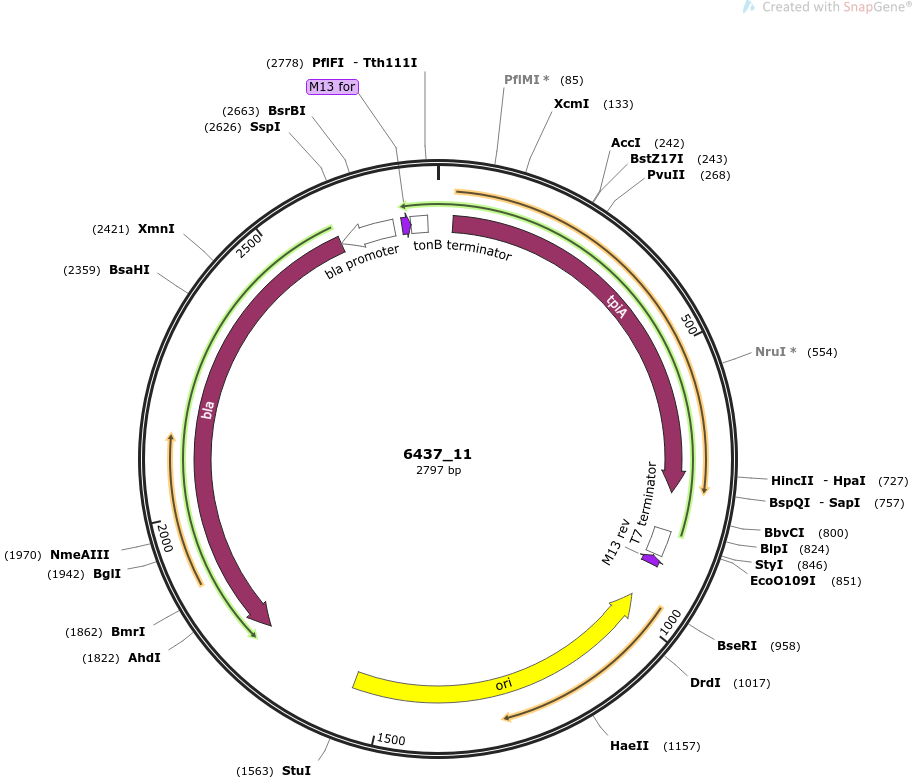 Created with SnapGene®
(2778) PflFI - Tth111I
M13 for
(2663) BsrBI
(2626) SspI
PflMI * (85)
XcmI (133)
AccI (242)
BstZ17I (243)
PvuII (268)
(2421) XmnI
(2359) BsaHI
2500
bla promoter
tonB terminator
tpiA
500
NruI * (554)
bla
6437_11
2797 bp
HincII - HpaI (727)
BspQI - SapI (757)
BbvCI (800)
BlpI (824)
StyI (846)
EcoO109I (851)
T7 terminator
M13 rev
2000
(1970) NmeAIII
(1942) BglI
(1862) BmrI
(1822) AhdI
1000
BseRI (958)
DrdI (1017)
ori
1500
HaeII (1157)
(1563) StuI